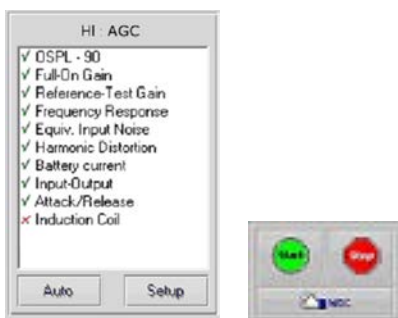 HI : AGC
OSPL - 90
Full-On Gain
Reference-Test Gain
Frequency Response
Equiv. Input Noise
Harmonic Distortion
Battery current
Input-Output
Attack/Release
Induction Coil
Auto Setup
Start Stop